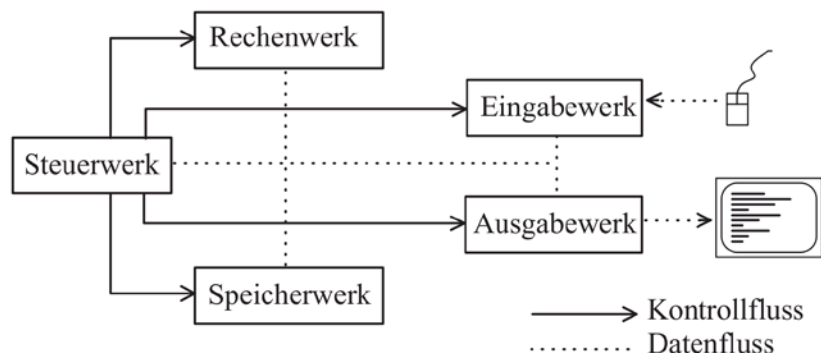 Rechenwerk
Eingabewerk
Steuerwerk
Ausgabewerk
Speicherwerk
Kontrollfluss
Datenfluss